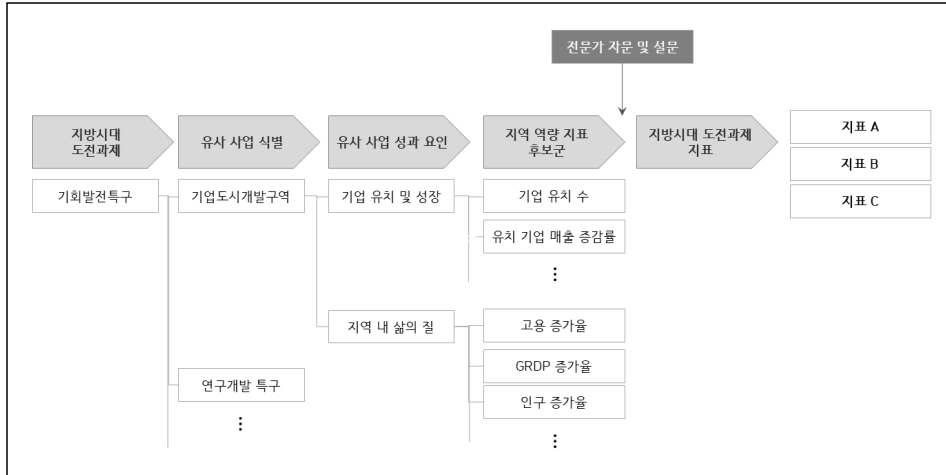 전문가 자문 및 설문
지방시대
도전과제
유사 사업 식별
유사 사업 성과 요인
지역 역량 지표
후보군
지방시대 도전과제
지표
지표 A
지표 B
지표 C
기회발전특구
기업도시개발구역
기업 유치 및 성장
기업 유치 수
유치 기업 매출 증감률
지역 내 삶의 질
고용 증가율
GRDP 증가율
연구개발 특구
인구 증가율